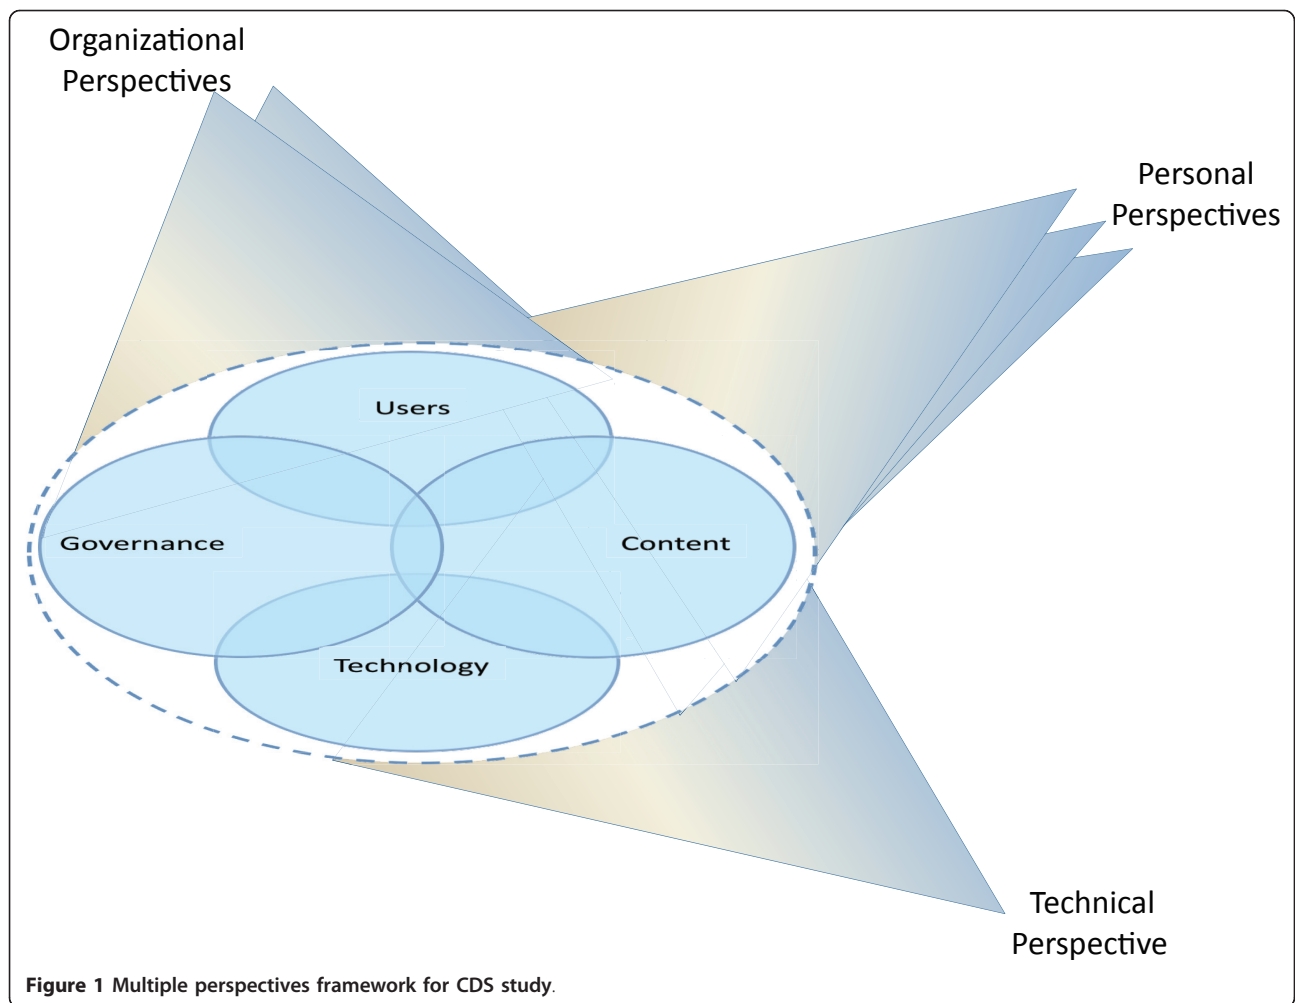 Organizational
Perspectives
Personal
Perspectives
Users
Governance
Content
Technology
Technical
Perspective
Figure 1 Multiple perspectives framework for CDS study.